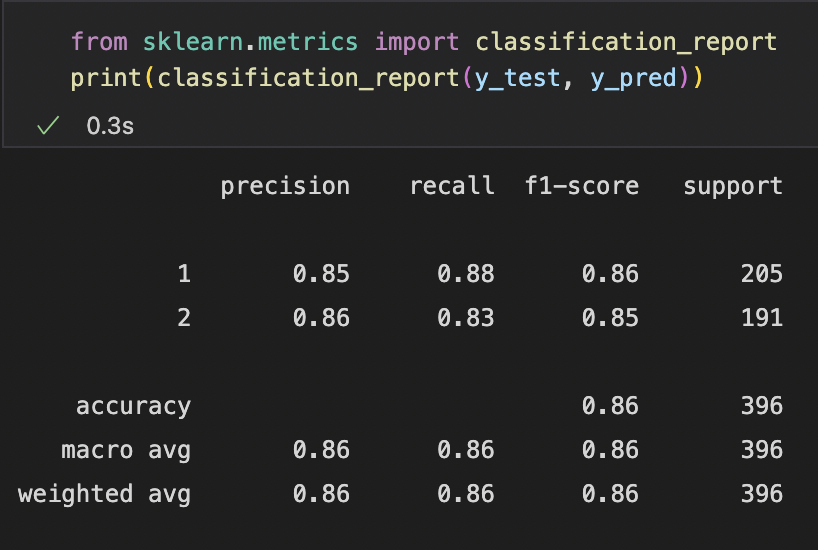 from sklearn.metrics import classification_report
print(classification_report(y_test, y_pred))
0.3s
precision recall f1-score support
1 0.85 0.88 0.86 205
2 0.86 0.83 0.85 191
accuracy 0.86 396
macro avg 0.86 0.86 0.86 396
weighted avg 0.86 0.86 0.86 396